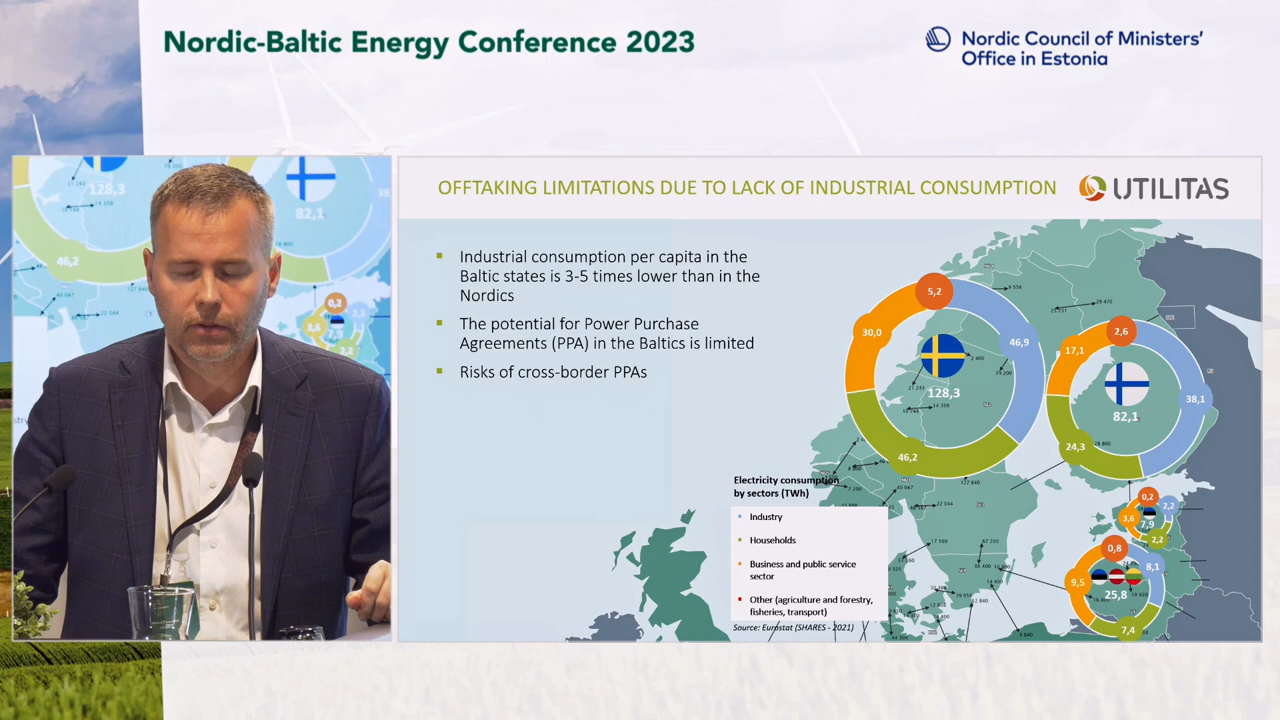 Nordic-Baltic Energy Conference 2023
Nordic Council of Ministers'
Office in Estonia
OFFTAKING LIMITATIONS DUE TO LACK OF INDUSTRIAL CONSUMPTION
UTILITAS
Industrial consumption per capita in the
Baltic states is 3-5 times lower than in the
Nordics
The potential for Power Purchase
Agreements (PPA) in the Baltics is limited
Risks of cross-border PPAs
5,2
30,0
46,9
128,3
46,2
2,6
17,1
38,1
82,1
24,3
0,2
2,2
3,6
7,9
2,2
0,8
8,1
9,5
25,8
7,4
Electricity consumption
by sectors (TWh)
Industry
Households
Business and public service
sector
Other (agriculture and forestry,
fisheries, transport)
Source: Eurostat (SHARES - 2021)
128,3
82,1
38
46,2
0,2
3,6